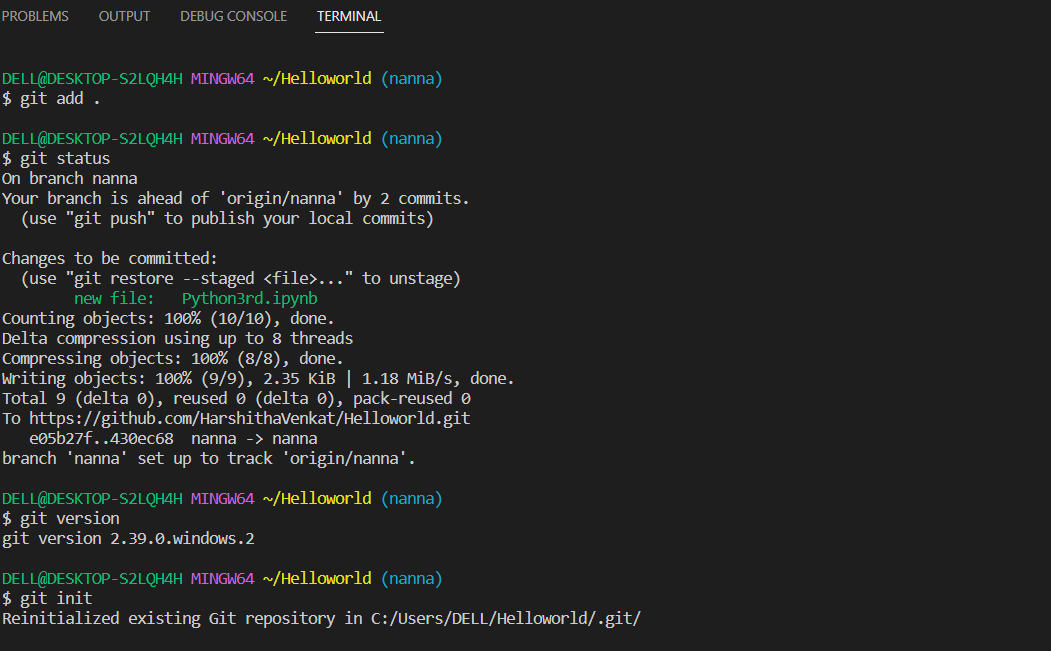 PROBLEMS OUTPUT DEBUG CONSOLE TERMINAL
DELL@DESKTOP-S2LQH4H MINGW64 ~/Helloworld (nanna)
$ git add .
DELL@DESKTOP-S2LQH4H MINGW64 ~/Helloworld (nanna)
$ git status
On branch nanna
Your branch is ahead of 'origin/nanna' by 2 commits.
  (use "git push" to publish your local commits)
Changes to be committed:
  (use "git restore --staged <file>..." to unstage)
        new file:   Python3rd.ipynb
Counting objects: 100% (10/10), done.
Delta compression using up to 8 threads
Compressing objects: 100% (8/8), done.
Writing objects: 100% (9/9), 2.35 KiB | 1.18 MiB/s, done.
Total 9 (delta 0), reused 0 (delta 0), pack-reused 0
To https://github.com/HarshithaVenkat/Helloworld.git
   e05b27f..430ec68  nanna -> nanna
branch 'nanna' set up to track 'origin/nanna'.
DELL@DESKTOP-S2LQH4H MINGW64 ~/Helloworld (nanna)
$ git version
git version 2.39.0.windows.2
DELL@DESKTOP-S2LQH4H MINGW64 ~/Helloworld (nanna)
$ git init
Reinitialized existing Git repository in C:/Users/DELL/Helloworld/.git/